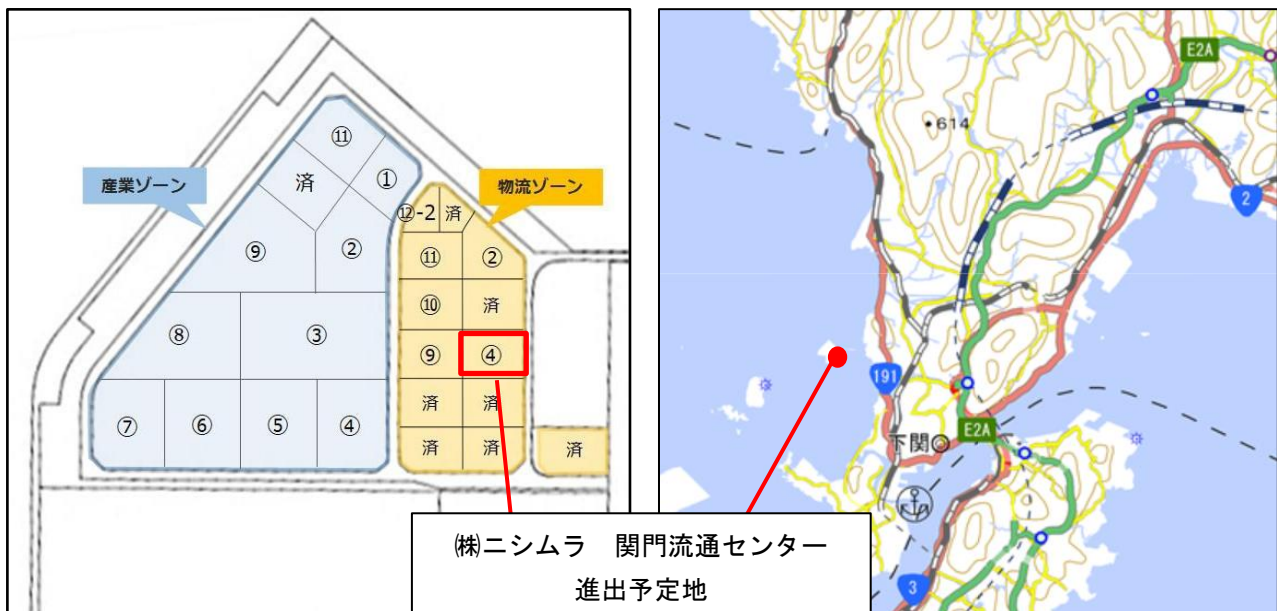 ⑪
産業ゾーン
済
①
物流ゾーン
⑫-2
済
⑨
②
⑪
②
⑩
済
⑧
③
⑨
④
⑦
⑥
⑤
④
済
済
済
済
済
E2A
614
2
191
E2A
下関
3
㈱ニシムラ 関門流通センター
進出予定地